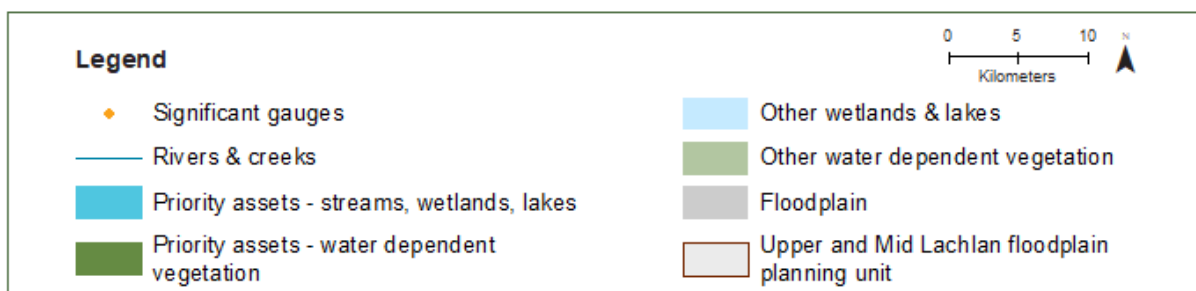 0 5 10 N
Kilometers
Legend
Significant gauges
Rivers & creeks
Priority assets - streams, wetlands, lakes
Priority assets - water dependent
vegetation
Other wetlands & lakes
Other water dependent vegetation
Floodplain
Upper and Mid Lachlan floodplain
planning unit